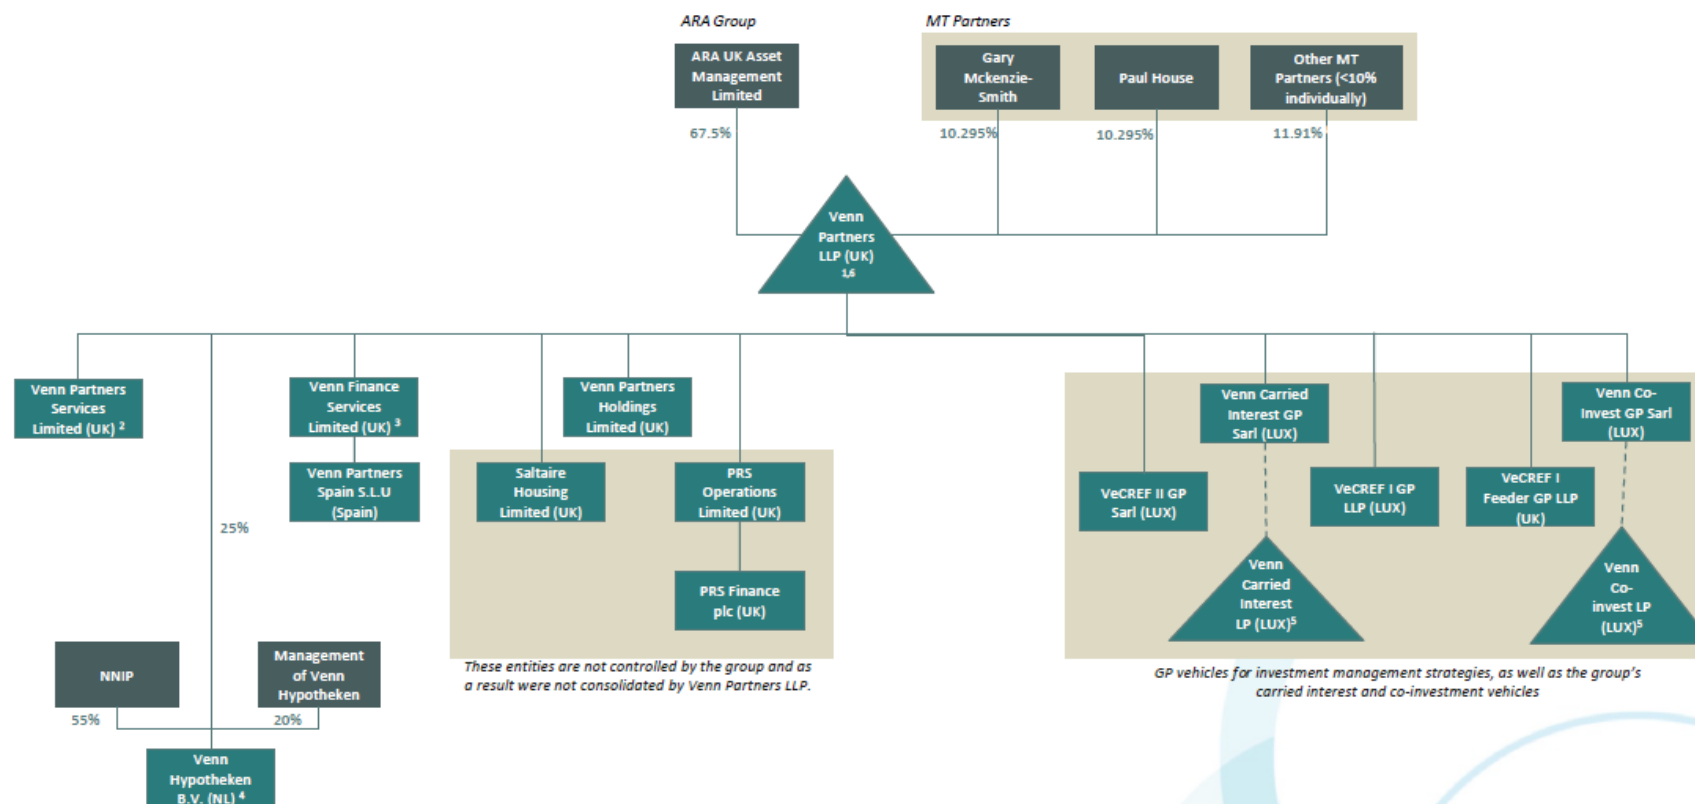 ARA Group
MT Partners
ARA UK Asset
Management
Limited
Gary
Mckenzie-
Smith
Paul House
Other MT
Partners (<10%
individually)
67.5%
10.295%
10.295%
11.91%
Venn
Partners
LLP (UK)
1,6
Venn Partners
Services
Limited (UK) 2
Venn Finance
Services
Limited (UK) 3
Venn Partners
Holdings
Limited (UK)
Venn Carried
Interest GP
Sarl (LUX)
Venn Co-
Invest GP Sarl
(LUX)
Venn Partners
Spain S.L.U
(Spain)
Saltaire
Housing
Limited (UK)
PRS
Operations
Limited (UK)
VeCREF II GP
Sarl (LUX)
VeCREF I GP
LLP (LUX)
VeCREF I
Feeder GP LLP
(UK)
25%
PRS Finance
plc (UK)
Venn
Carried
Interest
LP (LUX)5
Venn
Co-
invest LP
(LUX)5
NNIP
Management
of Venn
Hypotheken
These entities are not controlled by the group and as
a result were not consolidated by Venn Partners LLP.
GP vehicles for investment management strategies, as well as the group's
carried interest and co-investment vehicles
55%
20%
Venn
Hypotheken
B.V. (NL) 4